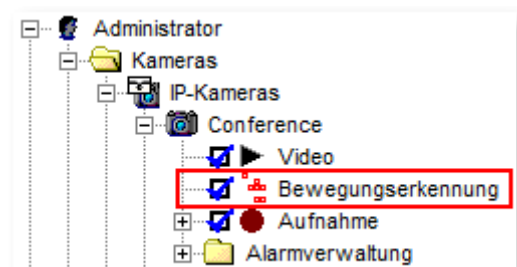 Administrator
Kameras
IP-Kameras
Conference
Video
Bewegungserkennung
Aufnahme
Alarmverwaltung